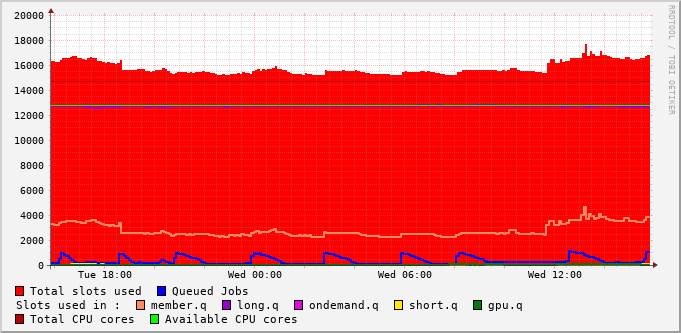 20000
18000
16000
14000
12000
10000
8000
6000
4000
2000
0
Tue 18:00 Wed 00:00 Wed 06:00 Wed 12:00
RRDTOOL / TOBI OETIKER
Total slots used Queued Jobs
Slots used in : member.q long.q ondemand.q short.q gpu.q
Total CPU cores Available CPU cores